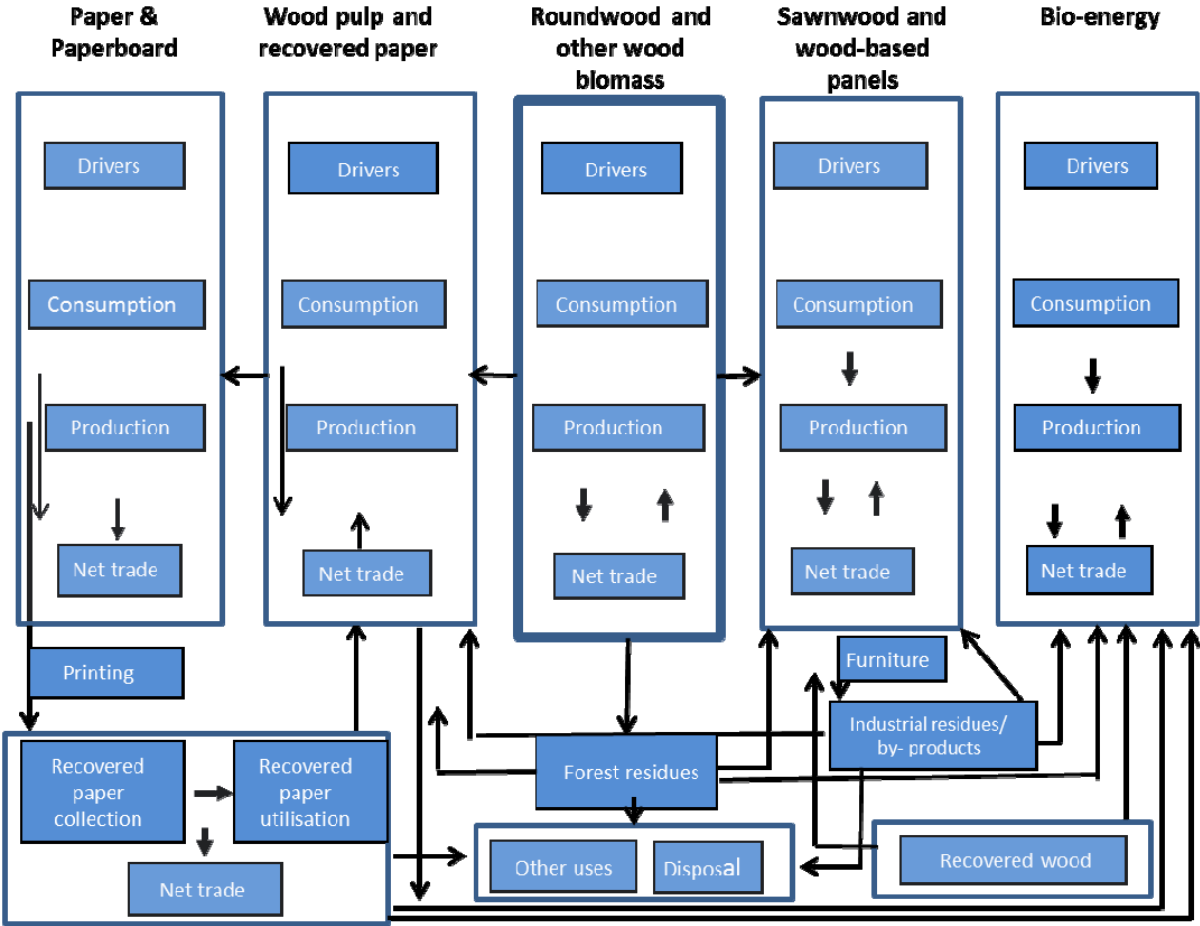 Paper &
Paperboard
Wood pulp and
recovered paper
Roundwood and
other wood
biomass
Sawnwood and
wood-based
panels
Bio-energy
Drivers
Drivers
Drivers
Drivers
Drivers
Consumption
Consumption
Consumption
Consumption
Consumption
Production
Production
Production
Production
Production
Net trade
Net trade
Net trade
Net trade
Net trade
Printing
Furniture
Industrial residues/
by- products
Recovered
paper
collection
Recovered
paper
utilisation
Forest residues
Net trade
Other uses
Disposal
Recovered wood